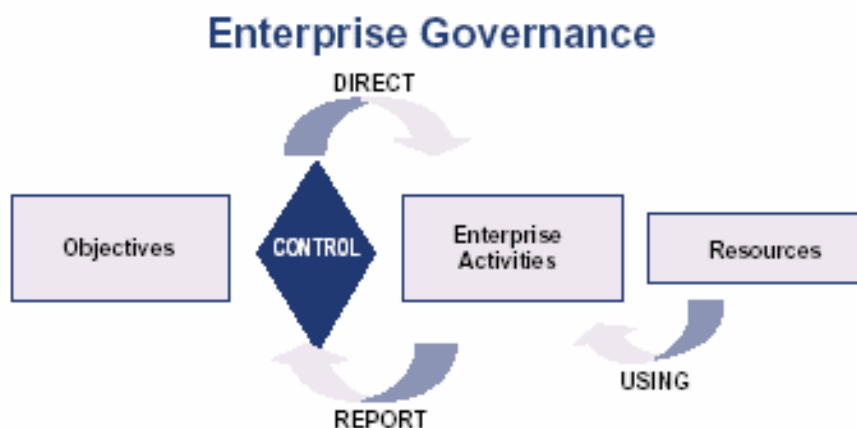 Enterprise Governance
DIRECT
Objectives
CONTROL
Enterprise
Activities
Resources
USING
REPORT